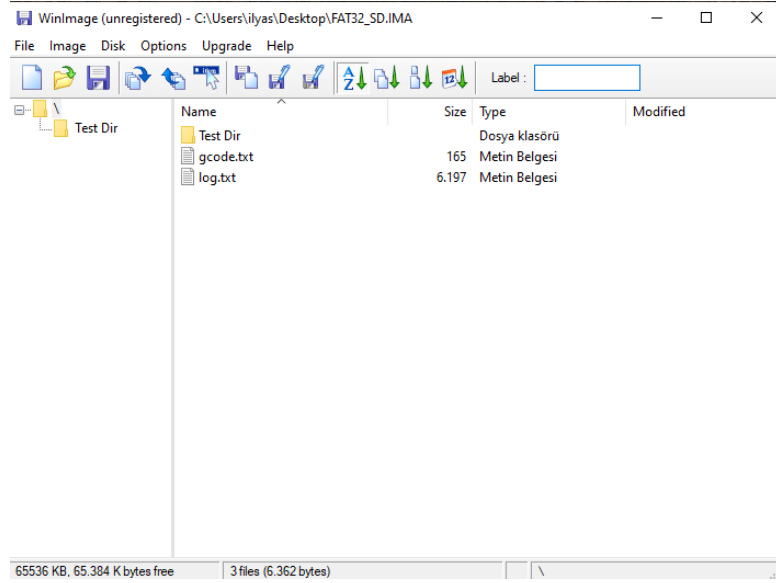 WinImage (unregistered) - C:\Users\ilyas\Desktop\FAT32_SD.IMA
File Image Disk Options Upgrade Help
Label :
\
Test Dir
Name Size Type Modified
Test Dir Dosya klasörü
gcode.txt 165 Metin Belgesi
log.txt 6.197 Metin Belgesi
65536 KB, 65.384 K bytes free 3 files (6.362 bytes) \